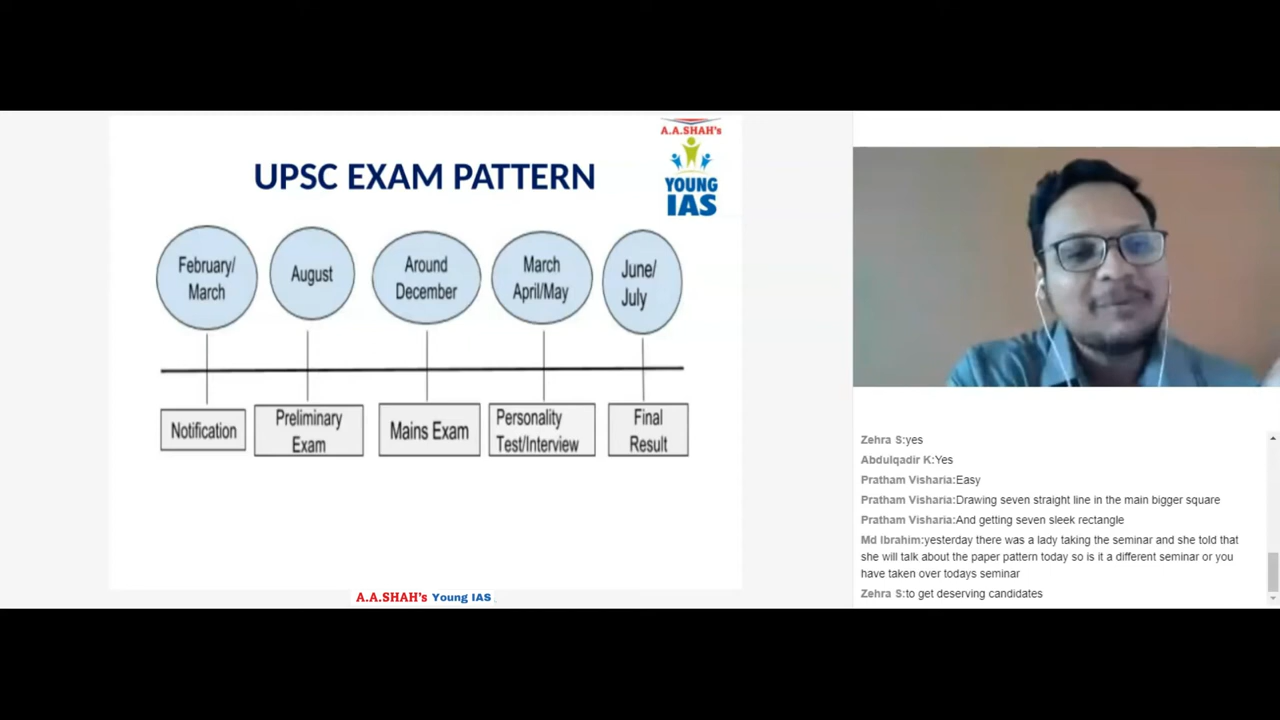 A.A.SHAH's
YOUNG
IAS
UPSC EXAM PATTERN
February/
March
August
Around
December
March
April/May
June/
July
Notification
Preliminary
Exam
Mains Exam
Personality
Test/Interview
Final
Result
A.A.SHAH's Young IAS
Zehra S:yes
Abdulqadir K:Yes
Pratham Visharia:Easy
Pratham Visharia:Drawing seven straight line in the main bigger square
Pratham Visharia:And getting seven sleek rectangle
Md Ibrahim:yesterday there was a lady taking the seminar and she told that
she will talk about the paper pattern today so is it a different seminar or you
have taken over todays seminar
Zehra S:to get deserving candidates